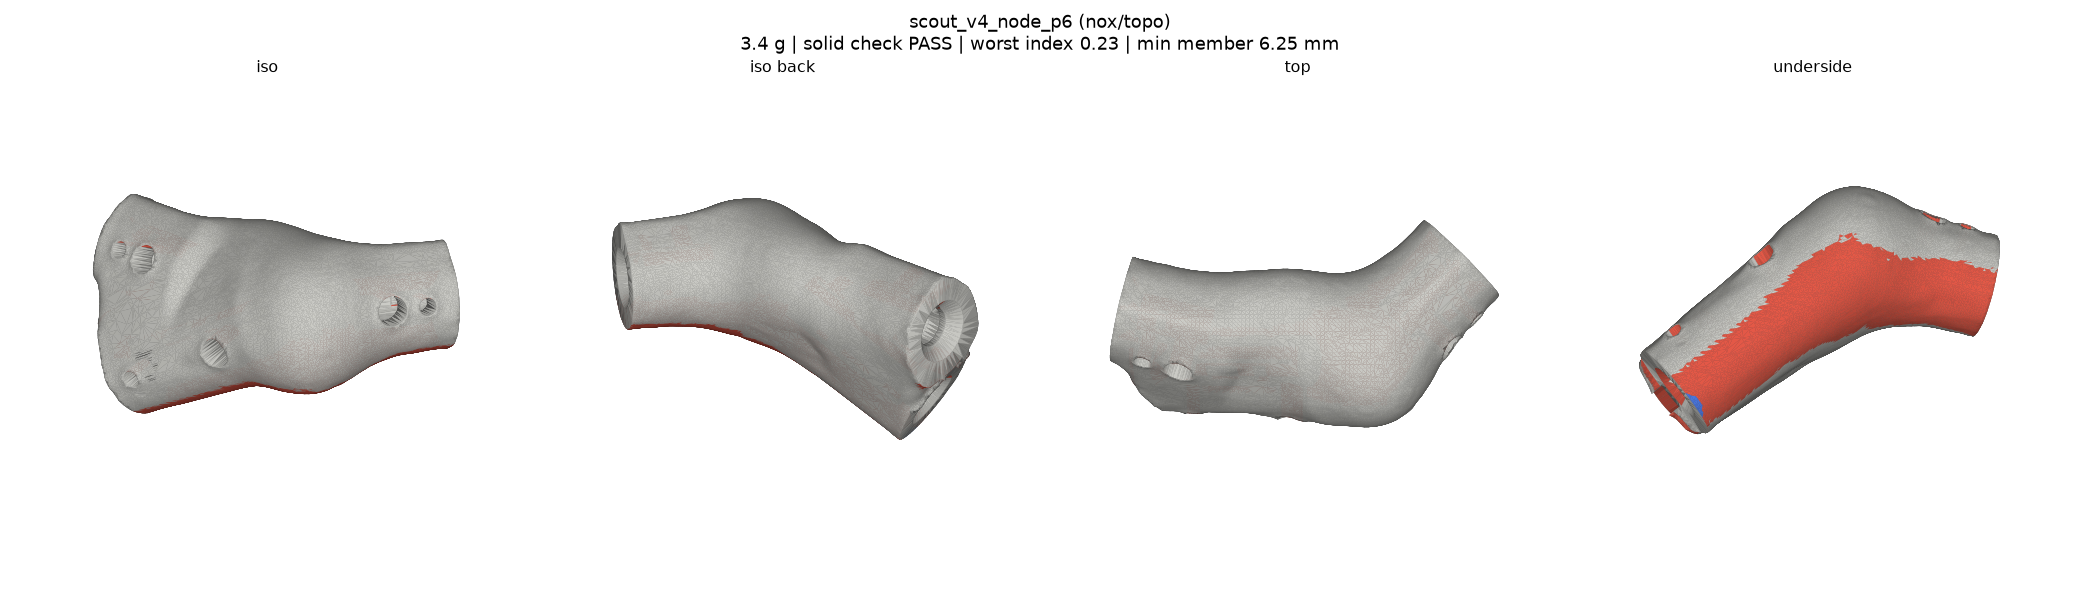 scout_v4_node_p6 (nox/topo)
3.4 g | solid check PASS | worst index 0.23 | min member 6.25 mm
iso
iso back
top
underside